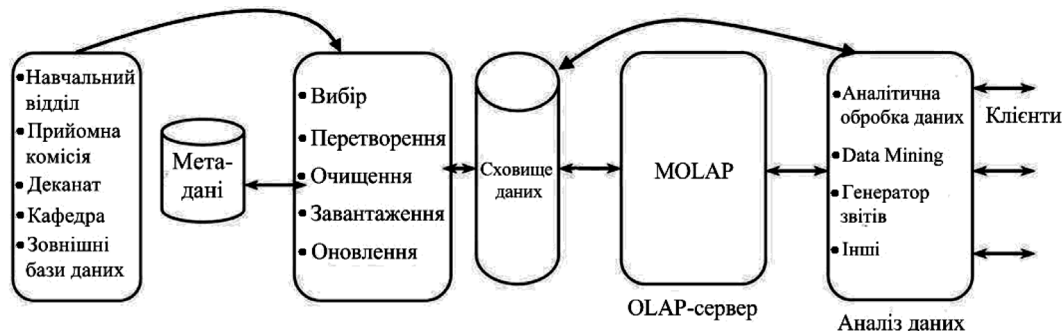 • Навчальний
відділ
• Прийомна
комісія
• Деканат
• Кафедра
• Зовнішні
бази даних
Мета-
дані
• Вибір
• Перетворення
• Очищення
• Завантаження
• Оновлення
Сховище
даних
MOLAP
OLAP-сервер
• Аналітична
обробка даних
• Data Mining
• Генератор
звітів
• Інші
Аналіз даних
Клієнти